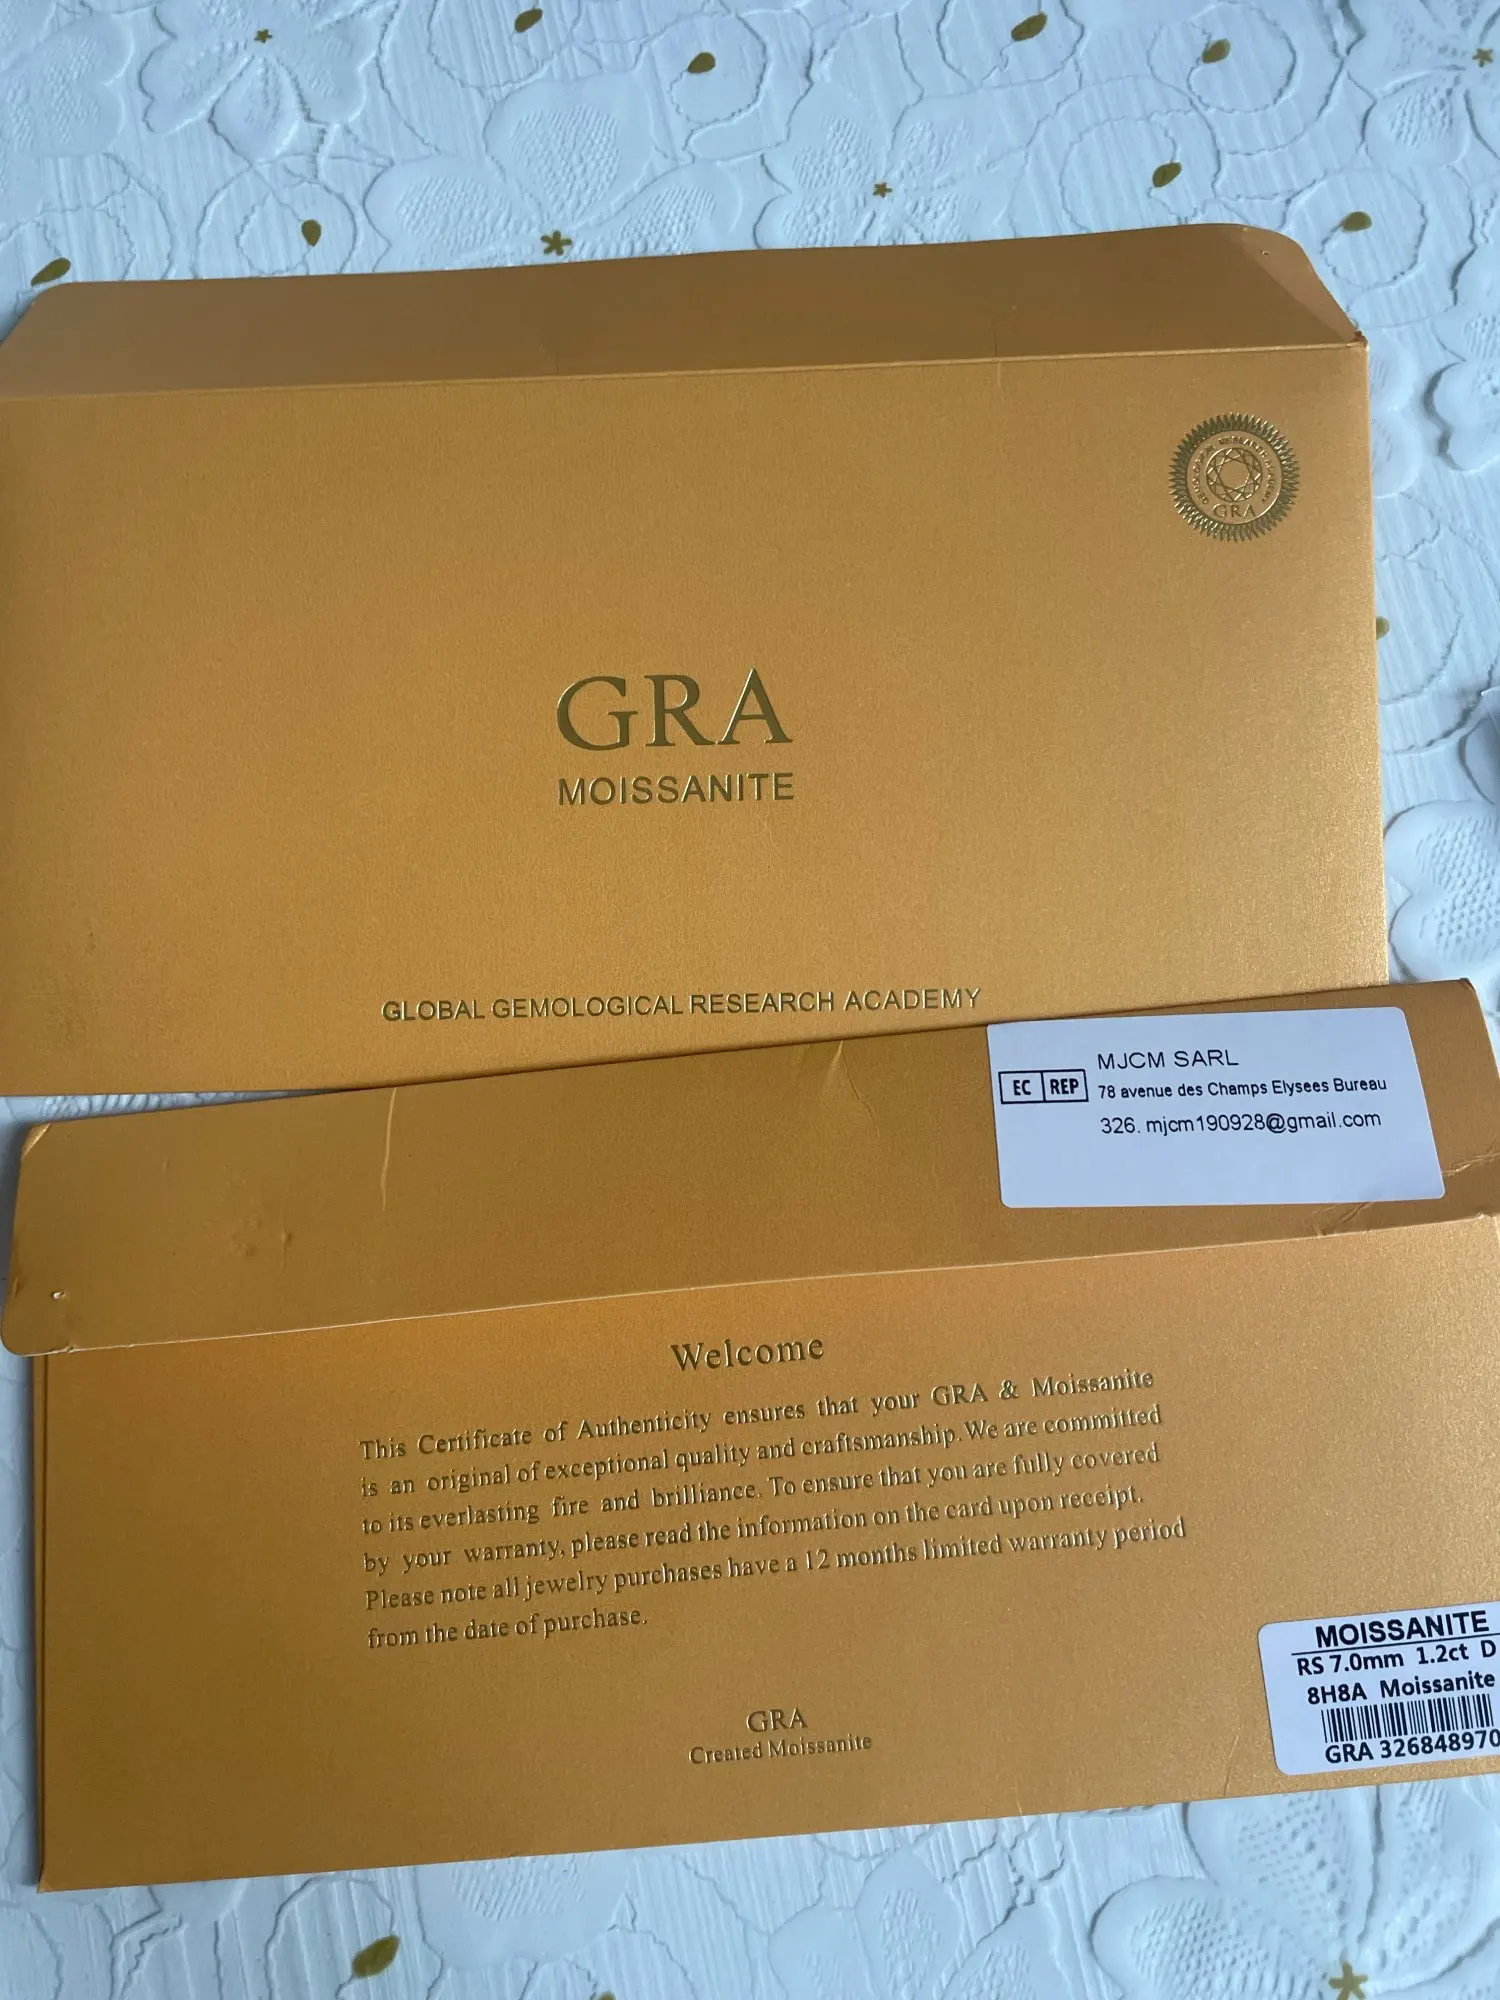 GEMOLOGICAL RESEARCH ACADEMY
GRA
GRA
MOISSANITE
GLOBAL GEMOLOGICAL RESEARCH ACADEMY
EC REP
MJCM SARL
78 avenue des Champs Elysees Bureau
326. mjcm190928@gmail.com
Welcome
This Certificate of Authenticity ensures that your GRA & Moissanite
is an original of exceptional quality and craftsmanship. We are committed
to its everlasting fire and brilliance. To ensure that you are fully covered
by your warranty, please read the information on the card upon receipt.
Please note all jewelry purchases have a 12 months limited warranty period
from the date of purchase.
GRA
Created Moissanite
MOISSANITE
RS 7.0mm 1.2ct D
8H8A Moissanite
GRA 326848970